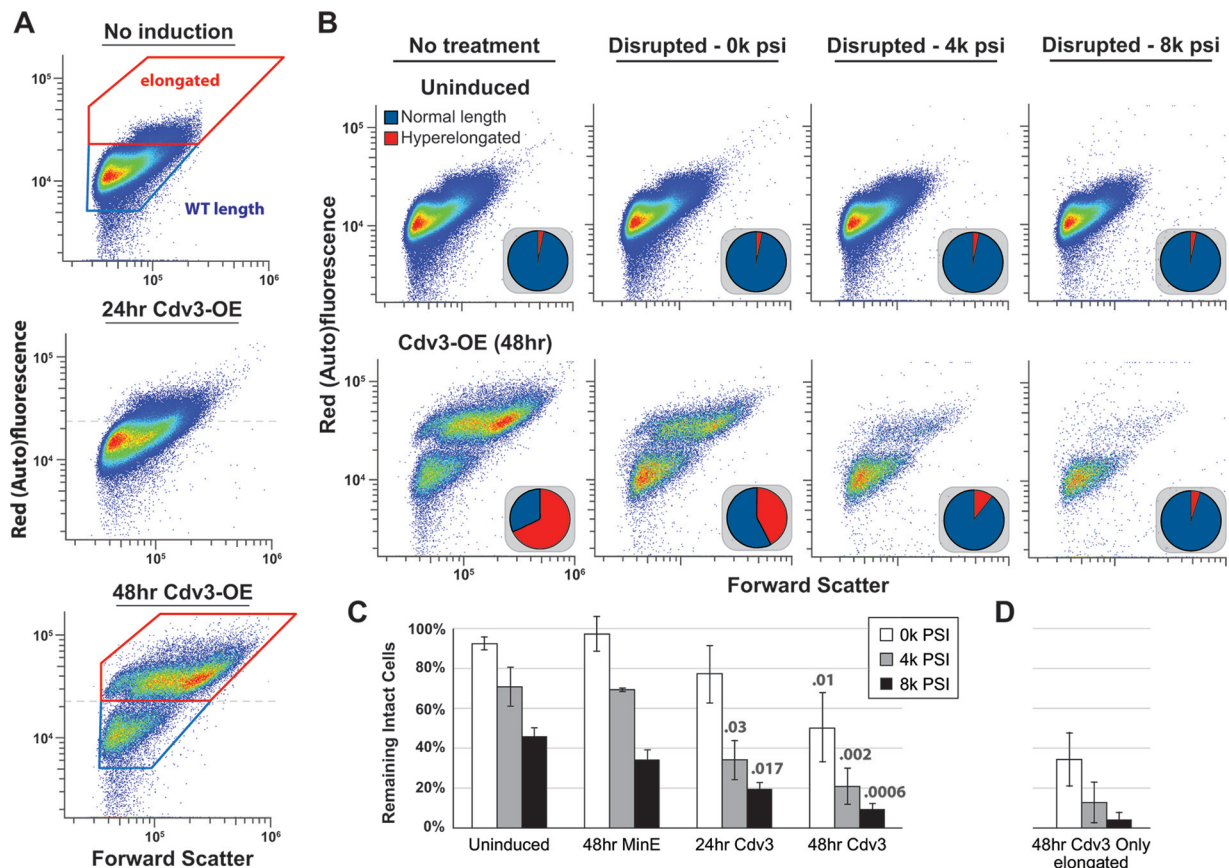 A
No induction
elongated
WT length
10⁵
10⁴
10⁵
10⁶
24hr Cdv3-OE
10⁵
10⁴
10⁵
10⁶
48hr Cdv3-OE
10⁵
10⁴
10⁵
10⁶
Red (Auto)fluorescence
Forward Scatter
B
No treatment
Disrupted - 0k psi
Disrupted - 4k psi
Disrupted - 8k psi
Uninduced
Normal length
Hyperelongated
10⁵
10⁴
Cdv3-OE (48hr)
10⁵
10⁴
10⁵
10⁶
Red (Auto)fluorescence
Forward Scatter
C
100%
80%
60%
40%
20%
0%
Remaining Intact Cells
0k PSI
4k PSI
8k PSI
.03
.017
.01
.002
.0006
Uninduced
48hr MinE
24hr Cdv3
48hr Cdv3
D
48hr Cdv3 Only
elongated